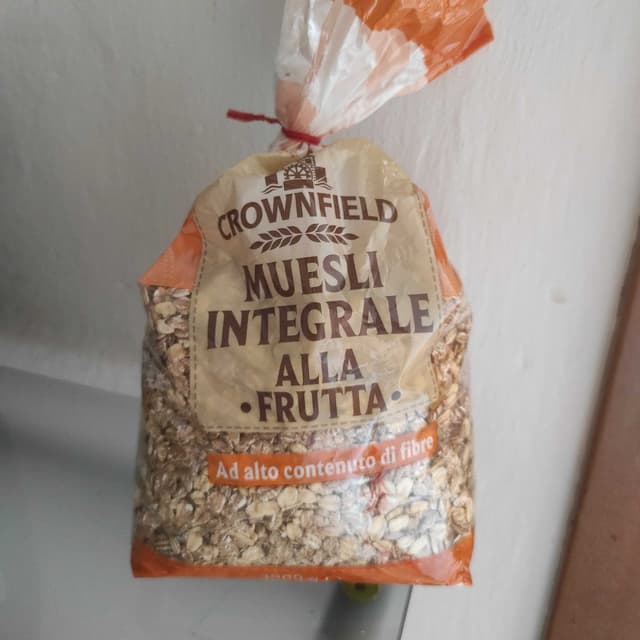 CROWNFIELD
MUESLI
INTEGRALE
ALLA
• FRUTTA •
Ad alto contenuto di fibre